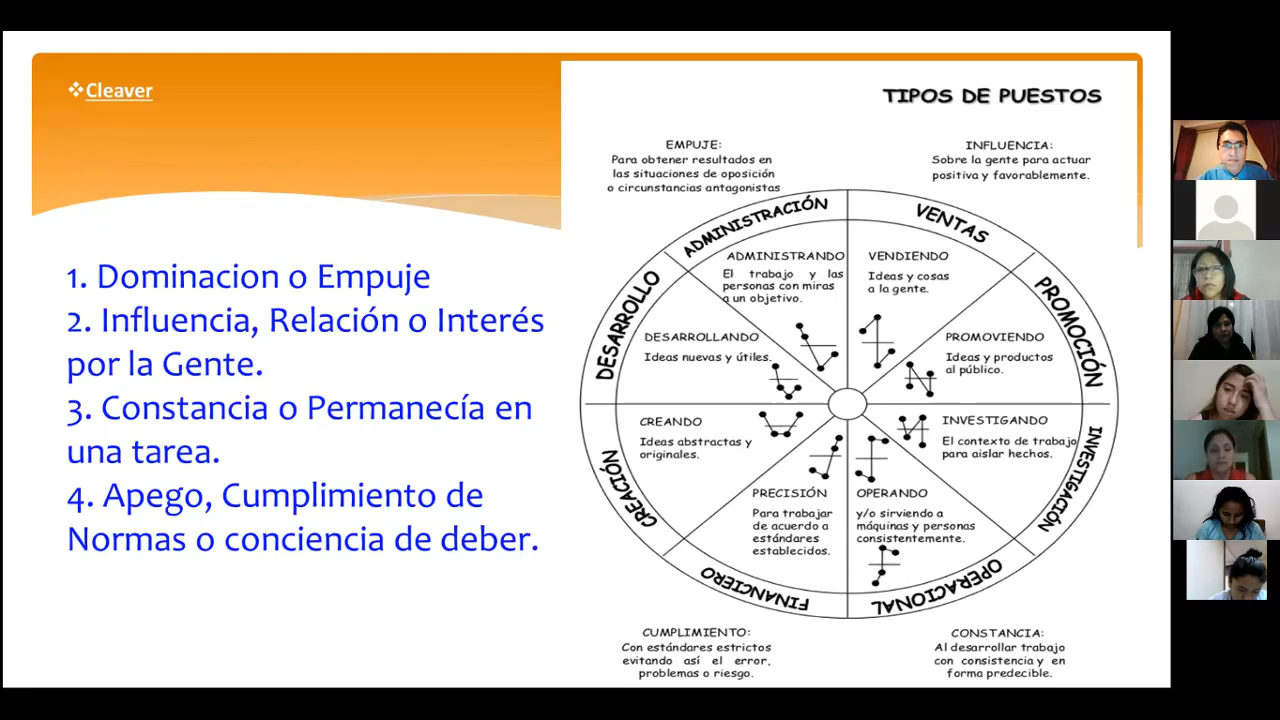 ❖Cleaver
1. Dominacion o Empuje
2. Influencia, Relación o Interés
por la Gente.
3. Constancia o Permanecía en
una tarea.
4. Apego, Cumplimiento de
Normas o conciencia de deber.
TIPOS DE PUESTOS
EMPUJE:
Para obtener resultados en
las situaciones de oposición
o circunstancias antagonistas
INFLUENCIA:
Sobre la gente para actuar
positiva y favorablemente.
ADMINISTRACIÓN
VENTAS
DESARROLLO
PROMOCIÓN
ADMINISTRANDO
El trabajo y las
personas con miras
a un objetivo.
VENDIENDO
Ideas y cosas
a la gente.
DESARROLLANDO
Ideas nuevas y útiles.
PROMOVIENDO
Ideas y productos
al público.
CREANDO
Ideas abstractas y
originales.
INVESTIGANDO
El contexto de trabajo
para aislar hechos.
PRECISIÓN
Para trabajar
de acuerdo a
estándares
establecidos.
OPERANDO
y/o sirviendo a
máquinas y personas
consistentemente.
CREACIÓN
INVESTIGACIÓN
FINANCIERO
OPERACIONAL
CUMPLIMIENTO:
Con estándares estrictos
evitando así el error,
problemas o riesgo.
CONSTANCIA:
Al desarrollar trabajo
con consistencia y en
forma predecible.